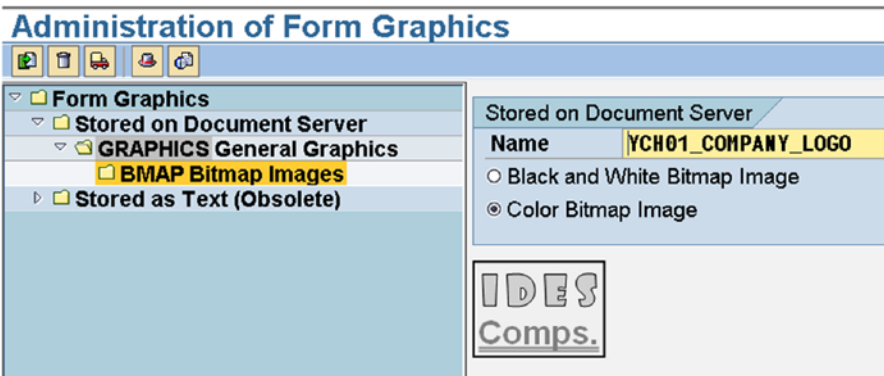 Administration of Form Graphics
Form Graphics
Stored on Document Server
GRAPHICS General Graphics
BMAP Bitmap Images
Stored as Text (Obsolete)
Stored on Document Server
Name YCH01_COMPANY_LOGO
Black and White Bitmap Image
Color Bitmap Image
IDES
Comps.